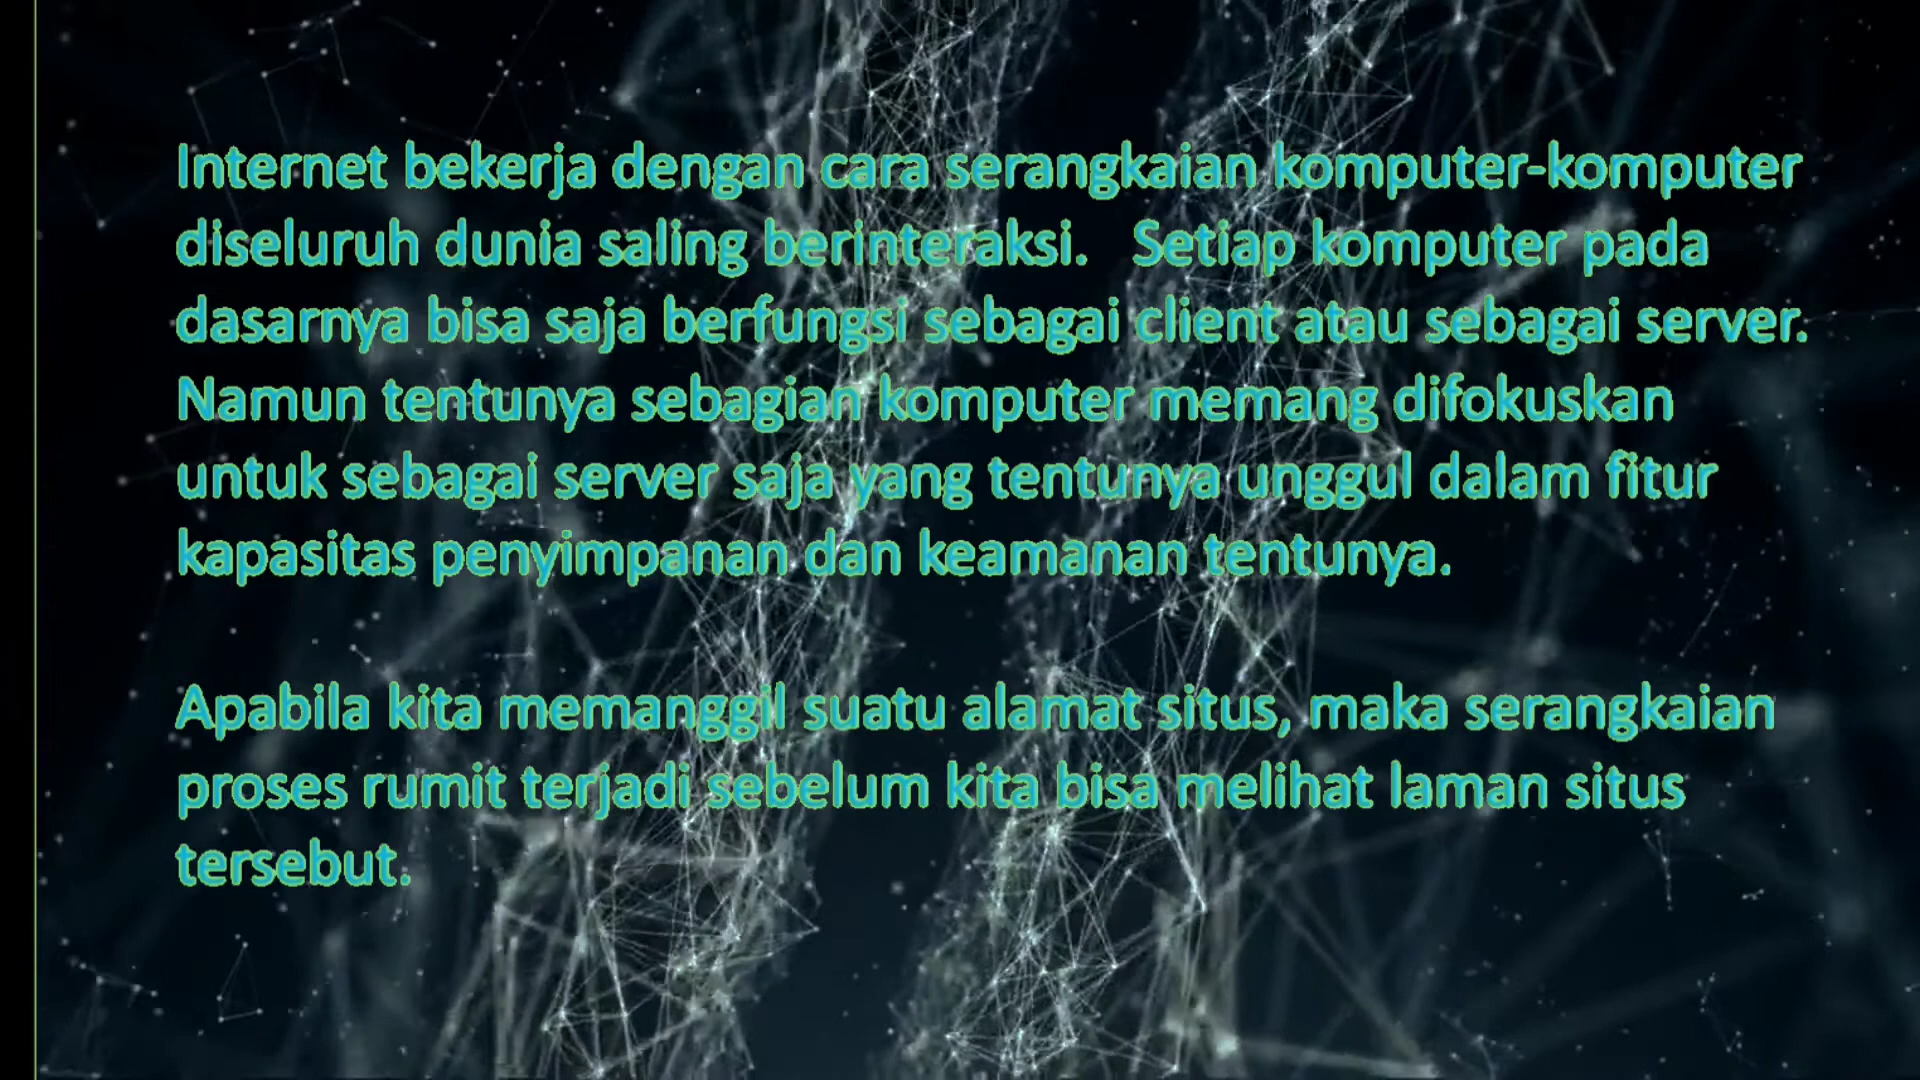 Internet bekerja dengan cara serangkaian komputer-komputer
diseluruh dunia saling berinteraksi.   Setiap komputer pada
dasarnya bisa saja berfungsi sebagai client atau sebagai server.
Namun tentunya sebagian komputer memang difokuskan
untuk sebagai server saja yang tentunya unggul dalam fitur
kapasitas penyimpanan dan keamanan tentunya.
Apabila kita memanggil suatu alamat situs, maka serangkaian
proses rumit terjadi sebelum kita bisa melihat laman situs
tersebut.